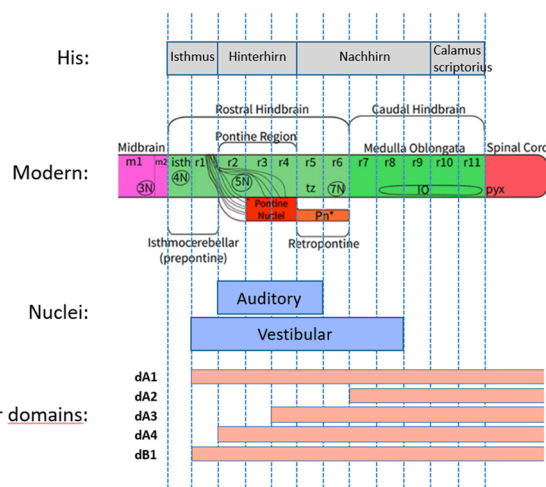 His:
Isthmus
Hinterhirn
Nachhirn
Calamus
scriptorius
Rostral Hindbrain
Caudal Hindbrain
Pontine Region
Midbrain
Medulla Oblongata
Spinal Cord
Modern:
m1 m2 isth r1 r2 r3 r4 r5 r6 r7 r8 r9 r10 r11
4N
5N
3N
tz
7N
IO
pyx
Pontine
Nuclei
Pn*
Isthmocerebellar
(prepontine)
Retropontine
Nuclei:
Auditory
Vestibular
dA1
dA2
r domains:
dA3
dA4
dB1